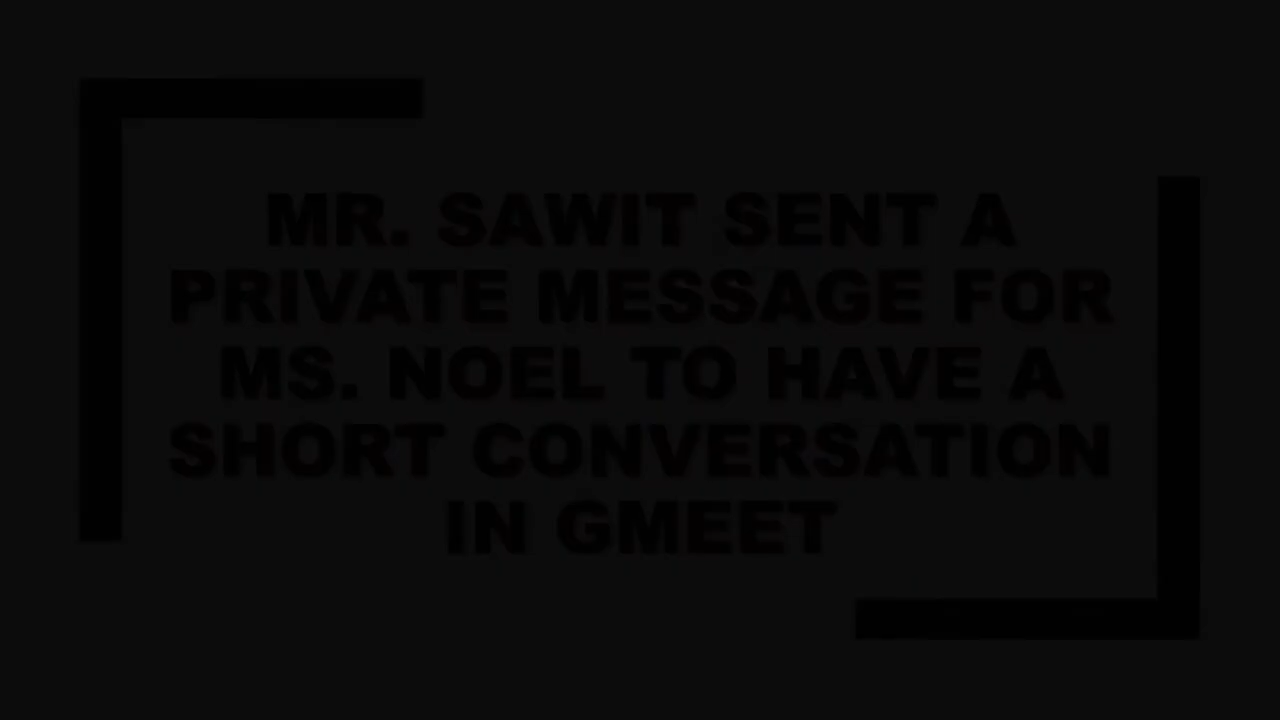 MR. SAWIT SENT A
PRIVATE MESSAGE FOR
MS. NOEL TO HAVE A
SHORT CONVERSATION
IN GMEET